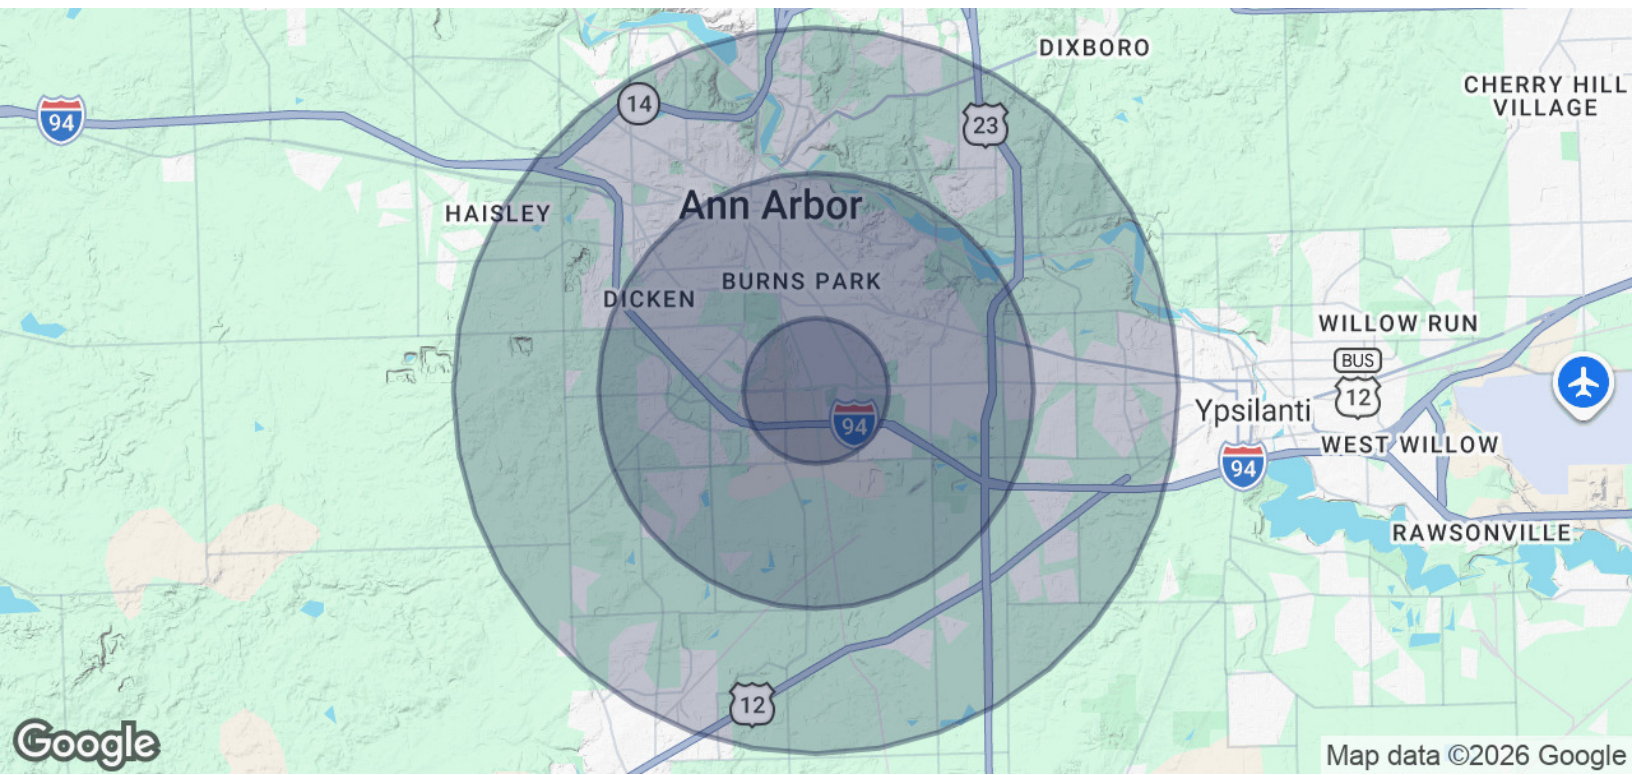 DIXBORO
CHERRY HILL
VILLAGE
14
94
23
Ann Arbor
HAISLEY
BURNS PARK
DICKEN
WILLOW RUN
BUS
12
Ypsilanti
94
WEST WILLOW
94
RAWSONVILLE
12
Google
Map data ©2026 Google